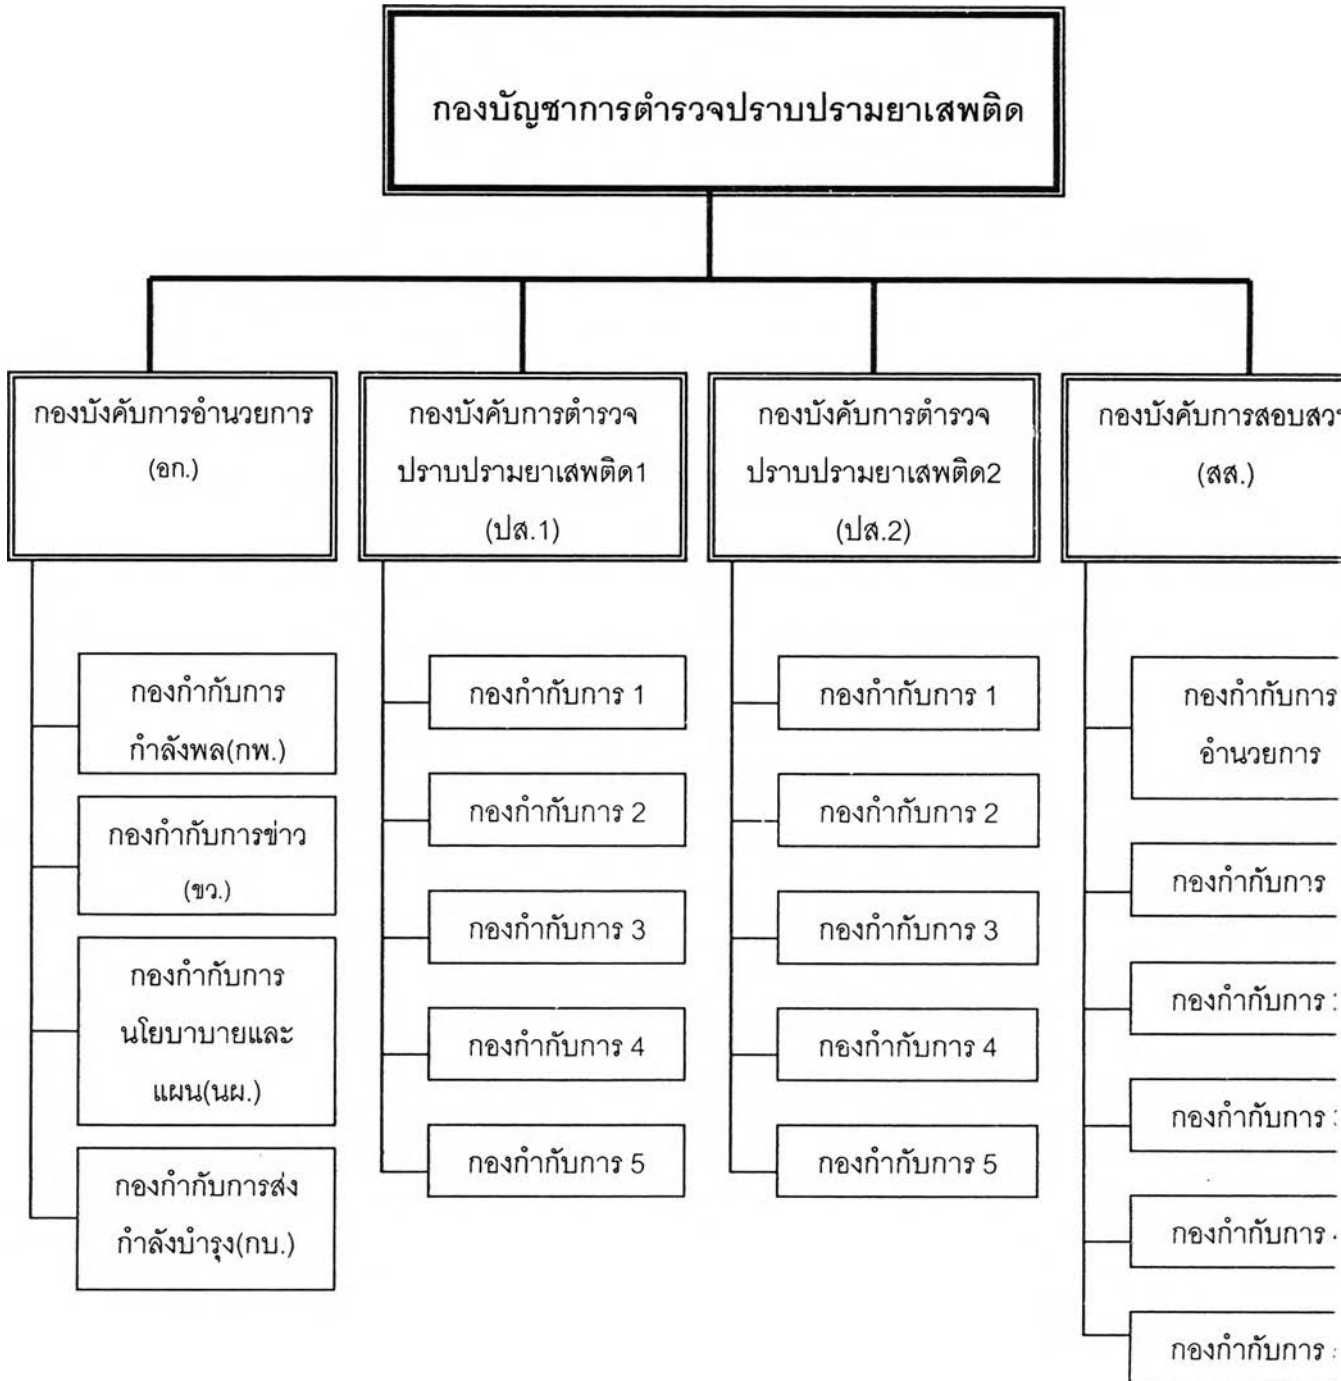 กองบัญชาการตำรวจปราบปรามยาเสพติด
กองบังคับการอำนวยการ
(อก.)
กองบังคับการตำรวจ
ปราบปรามยาเสพติด1
(ปส.1)
กองบังคับการตำรวจ
ปราบปรามยาเสพติด2
(ปส.2)
กองบังคับการสอบสว
(สส.)
กองกำกับการ
กำลังพล(กพ.)
กองกำกับการข่าว
(ขว.)
กองกำกับการ
นโยบาบายและ
แผน(นผ.)
กองกำกับการส่ง
กำลังบำรุง(กบ.)
กองกำกับการ 1
กองกำกับการ 2
กองกำกับการ 3
กองกำกับการ 4
กองกำกับการ 5
กองกำกับการ 1
กองกำกับการ 2
กองกำกับการ 3
กองกำกับการ 4
กองกำกับการ 5
กองกำกับการ
อำนวยการ
กองกำกับการ
กองกำกับการ
กองกำกับการ
กองกำกับการ
กองกำกับการ